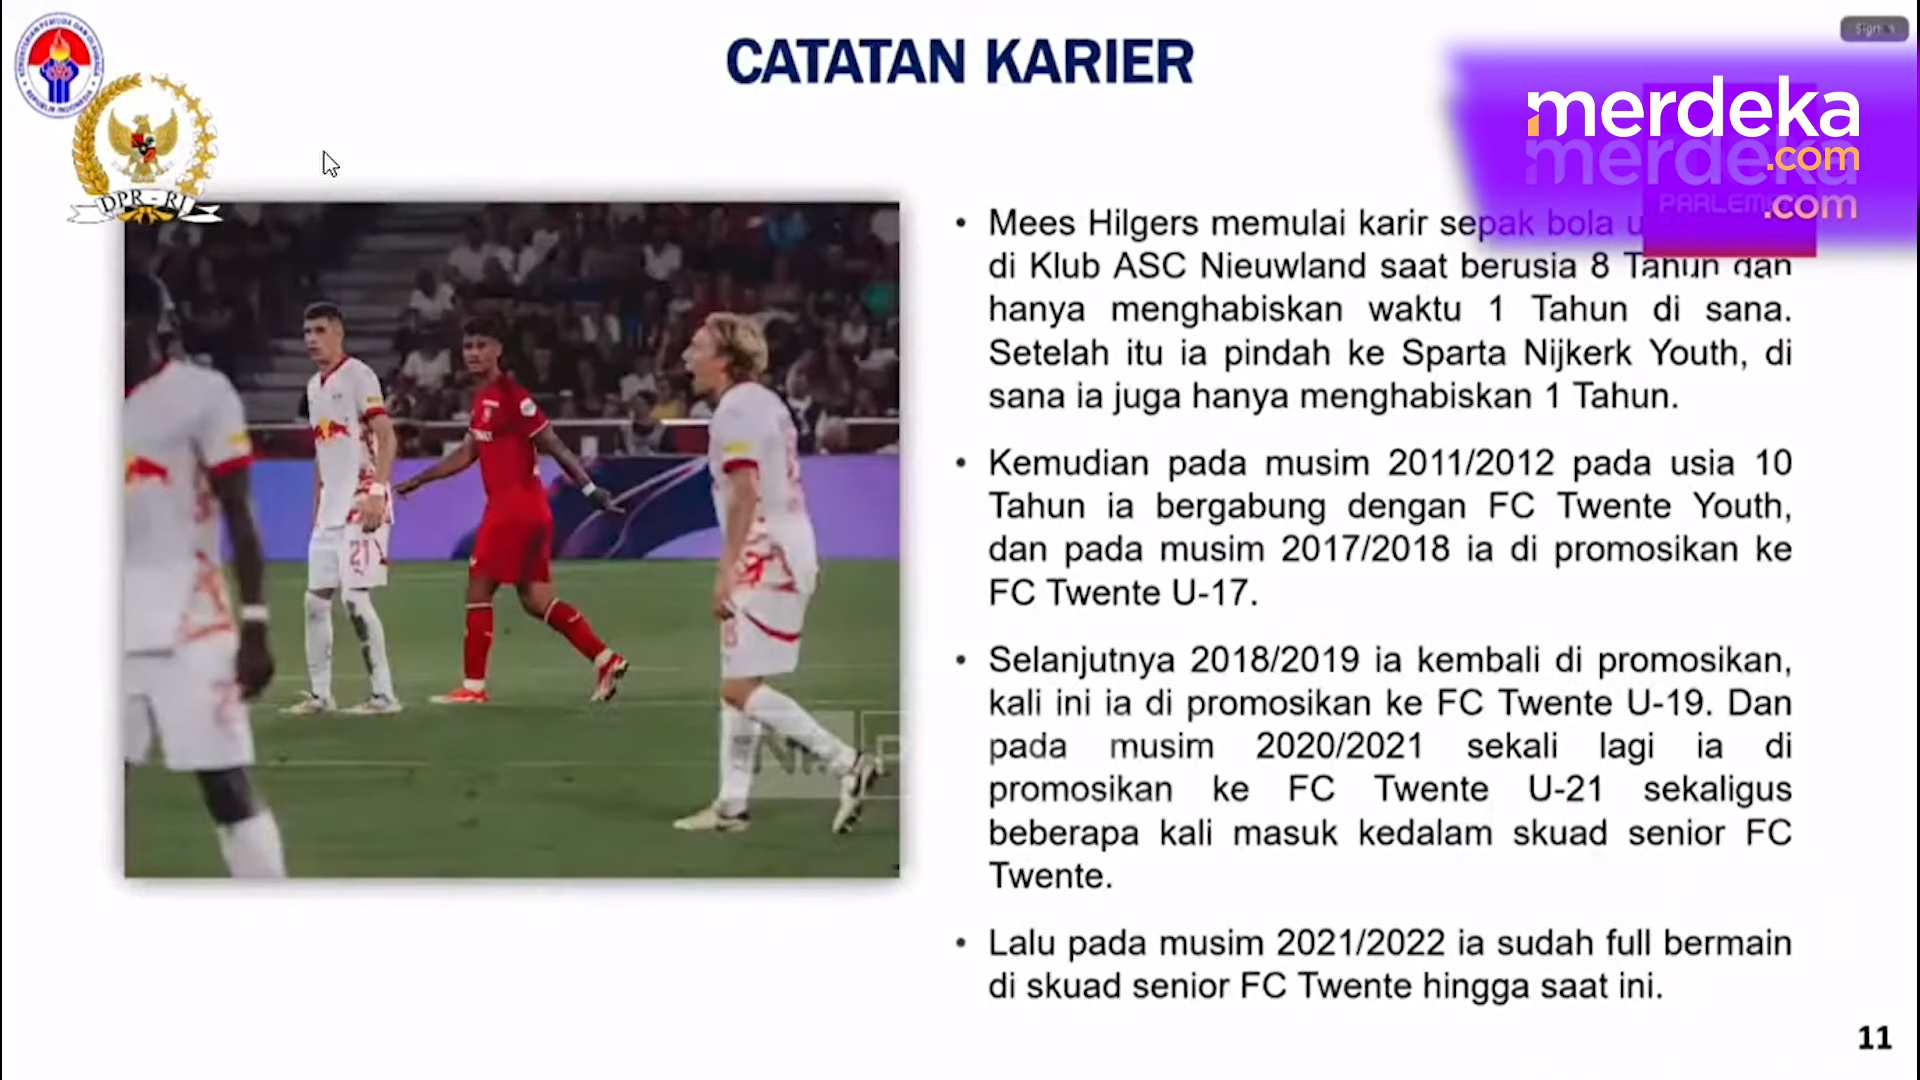 CATATAN KARIER
merdeka
.com
merdeka
.com
DPR-RI
• Mees Hilgers memulai karir sepak bola
di Klub ASC Nieuwland saat berusia 8 Tahun dan
hanya menghabiskan waktu 1 Tahun di sana.
Setelah itu ia pindah ke Sparta Nijkerk Youth, di
sana ia juga hanya menghabiskan 1 Tahun.
• Kemudian pada musim 2011/2012 pada usia 10
Tahun ia bergabung dengan FC Twente Youth,
dan pada musim 2017/2018 ia di promosikan ke
FC Twente U-17.
• Selanjutnya 2018/2019 ia kembali di promosikan,
kali ini ia di promosikan ke FC Twente U-19. Dan
pada musim 2020/2021 sekali lagi ia di
promosikan ke FC Twente U-21 sekaligus
beberapa kali masuk kedalam skuad senior FC
Twente.
• Lalu pada musim 2021/2022 ia sudah full bermain
di skuad senior FC Twente hingga saat ini.
21
11